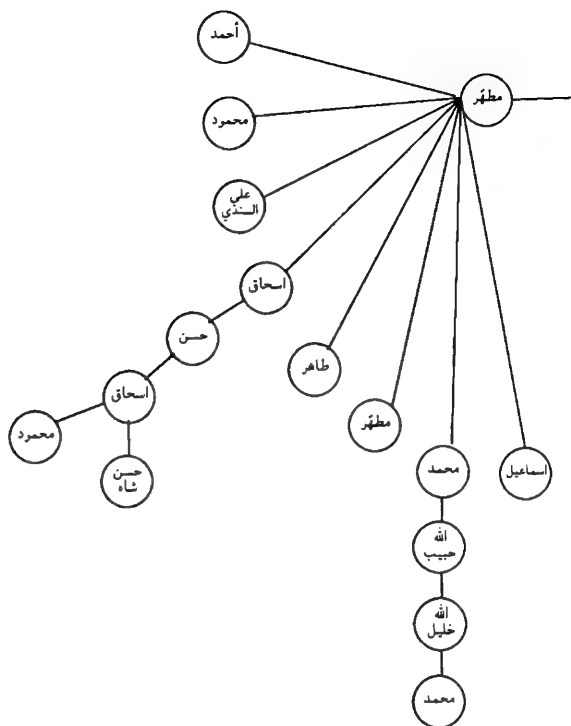 أحمد
مطهّر
محمود
علي
السندي
اسحاق
حسن
طاهر
اسحاق
مطهّر
محمود
محمد
اسماعيل
حسن
شاه
الله
حبيب
الله
خليل
محمد